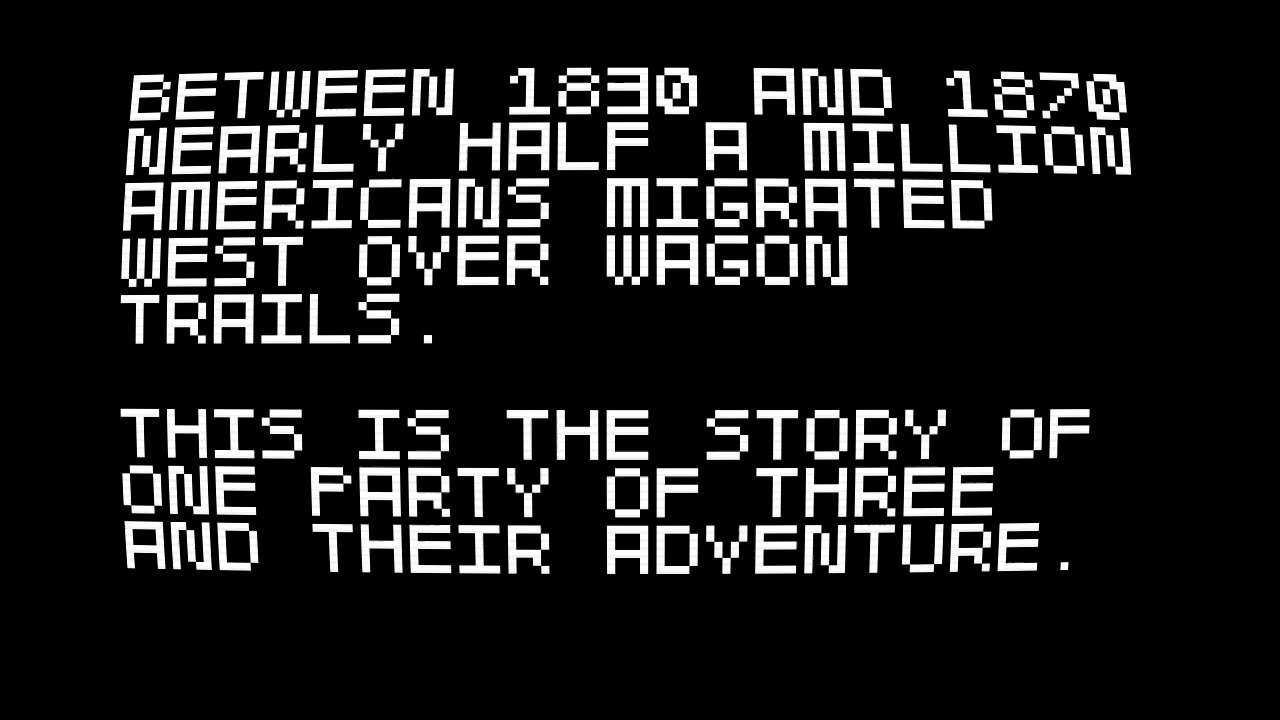 BETWEEN 1830 AND 1870
NEARLY HALF A MILLION
AMERICANS MIGRATED
WEST OVER WAGON
TRAILS.
THIS IS THE STORY OF
ONE PARTY OF THREE
AND THEIR ADVENTURE.